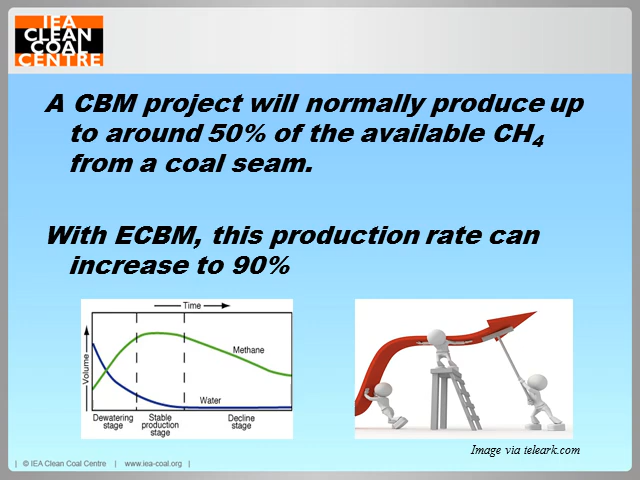 IEA
CLEAN
COAL
CENTRE
A CBM project will normally produce up
to around 50% of the available CH₄
from a coal seam.
With ECBM, this production rate can
increase to 90%
Time
Volume
Methane
Water
Dewatering
stage
Stable
production
stage
Decline
stage
Image via teleark.com
| © IEA Clean Coal Centre | www.iea-coal.org |